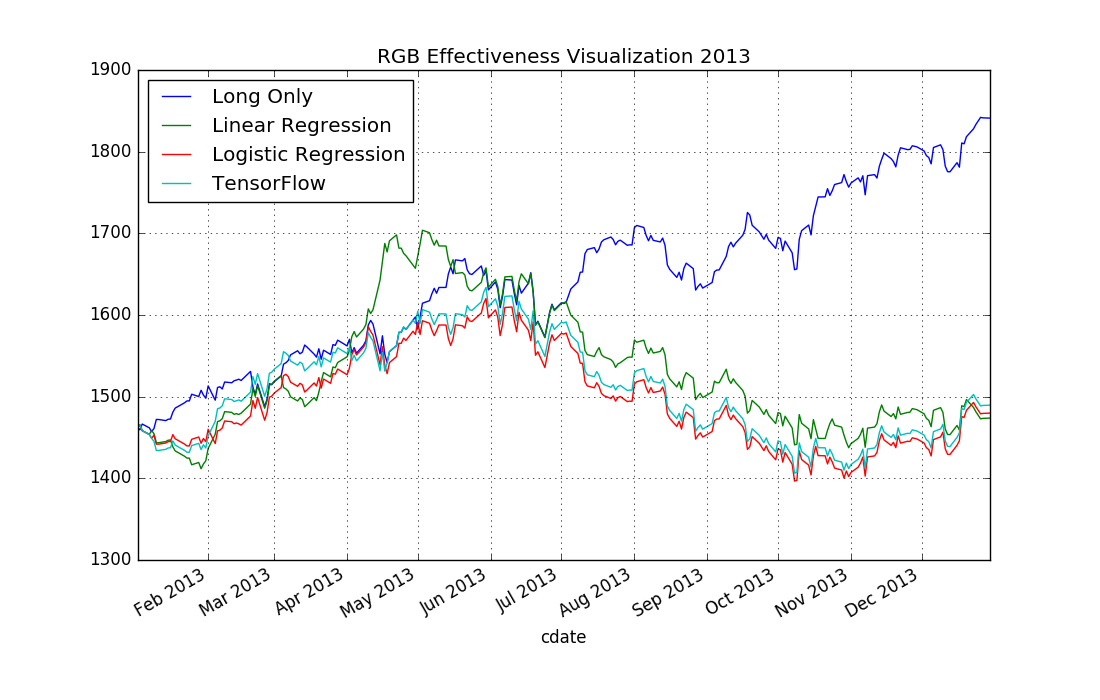 RGB Effectiveness Visualization 2013
1900
1800
1700
1600
1500
1400
1300
Long Only
Linear Regression
Logistic Regression
TensorFlow
Feb 2013
Mar 2013
Apr 2013
May 2013
Jun 2013
Jul 2013
Aug 2013
Sep 2013
Oct 2013
Nov 2013
Dec 2013
cdate